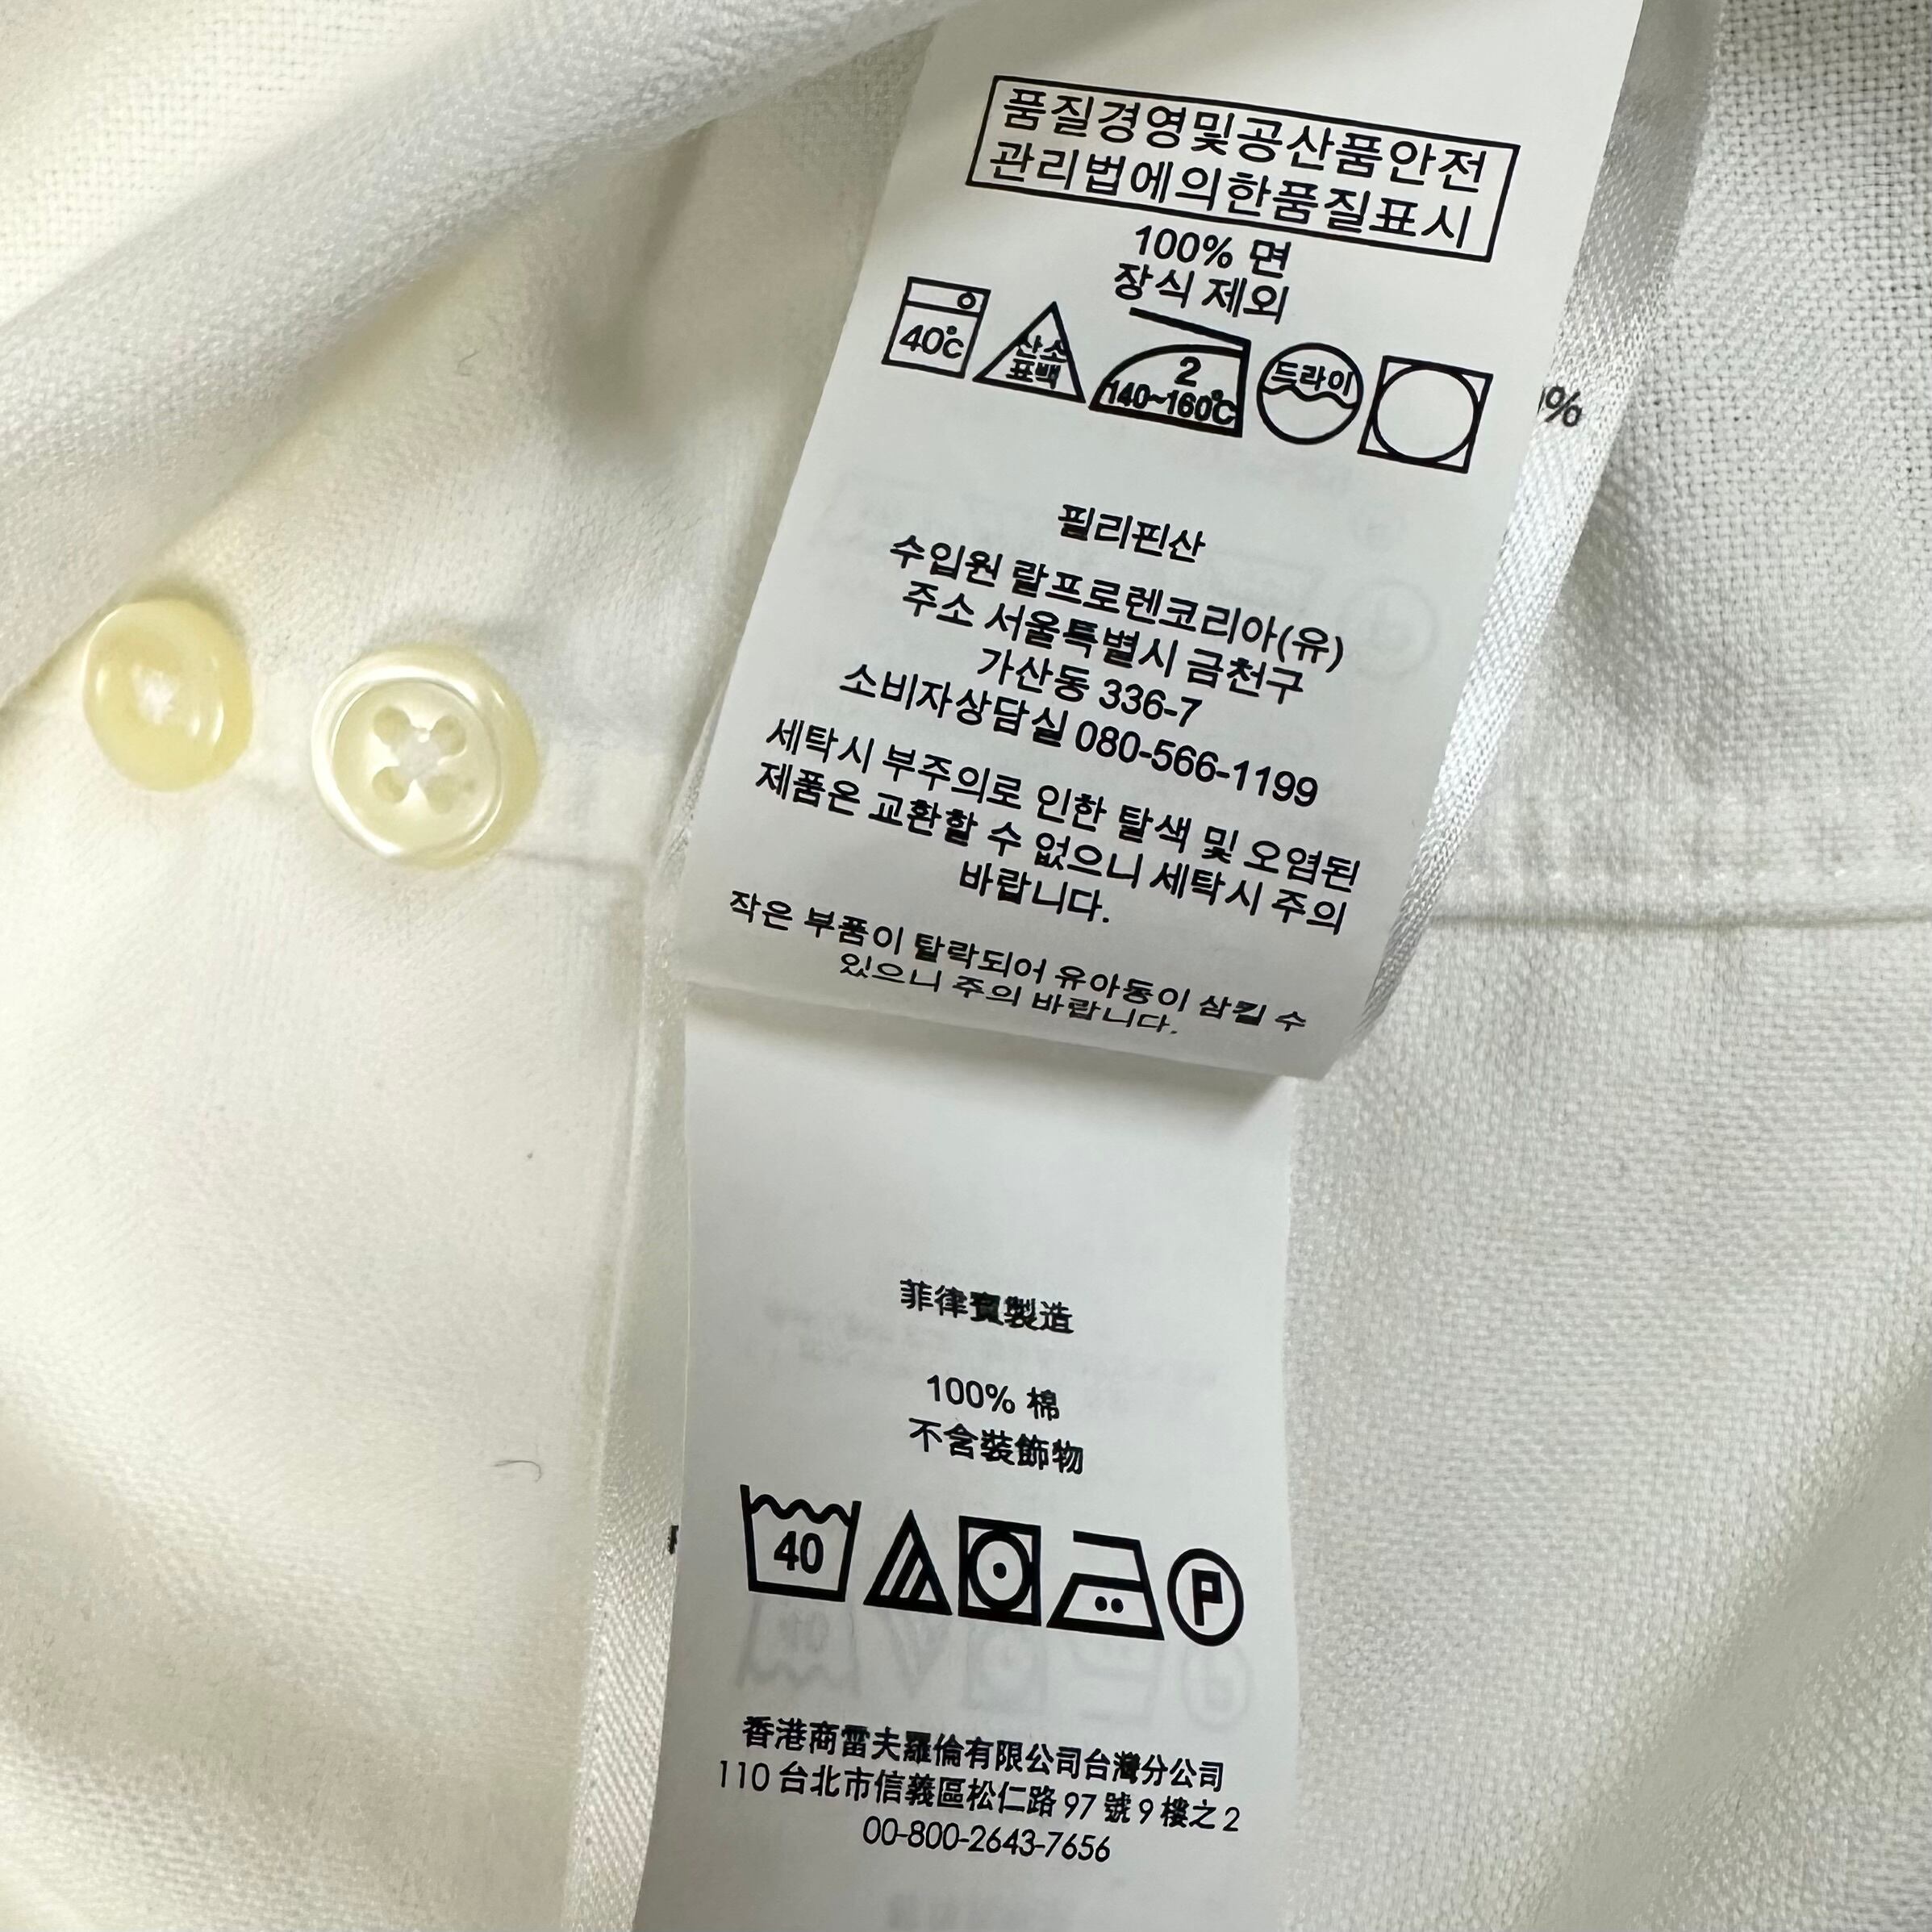 품질경영및공산품안전
관리법에의한품질표시
100% 면
장식 제외
40℃
산소
표백
2
140~160℃
드라이
%
필리핀산
수입원 랄프로렌코리아(유)
주소 서울특별시 금천구
가산동 336-7
소비자상담실 080-566-1199
세탁시 부주의로 인한 탈색 및 오염된
제품은 교환할 수 없으니 세탁시 주의
바랍니다.
작은 부품이 탈락되어 유아동이 삼킬 수
있으니 주의 바랍니다.
菲律賓製造
100% 棉
不含裝飾物
40
P
香港商雷夫羅倫有限公司台灣分公司
110 台北市信義區松仁路 97 號 9 樓之 2
00-800-2643-7656